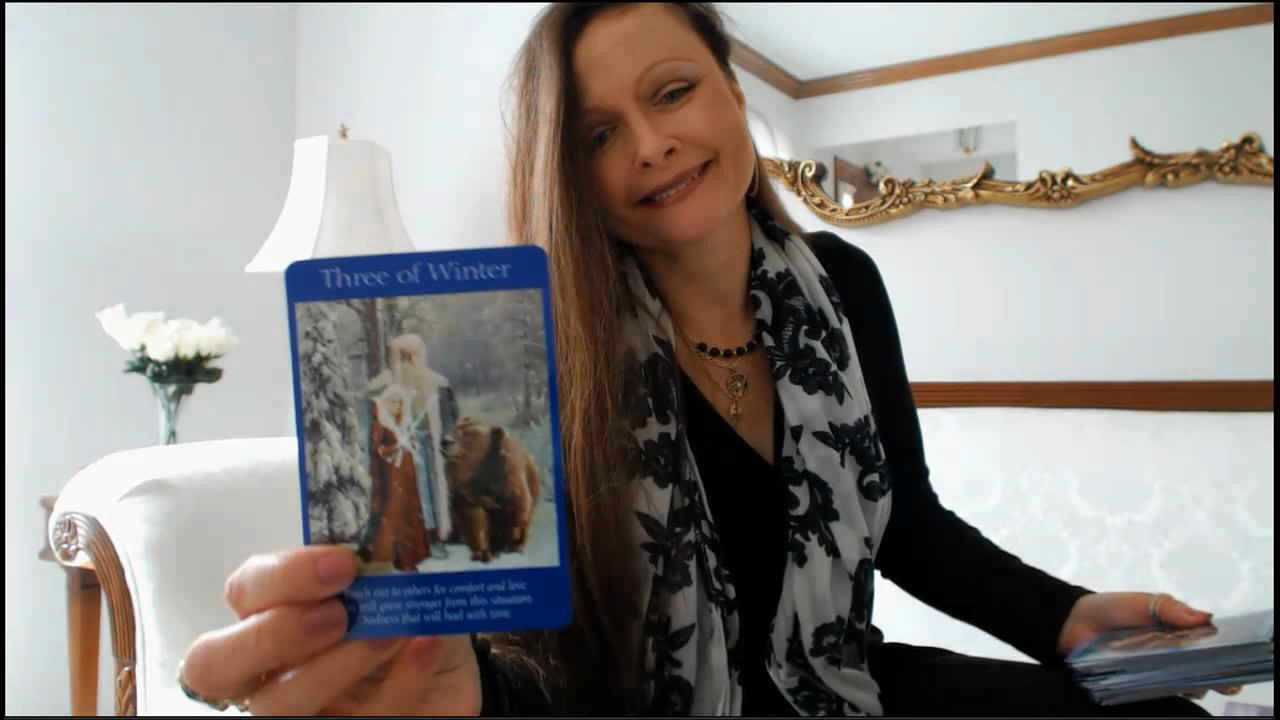 Three of Winter
out to others for comfort and love
will grow stronger from this situation
Sadness that will heal with time